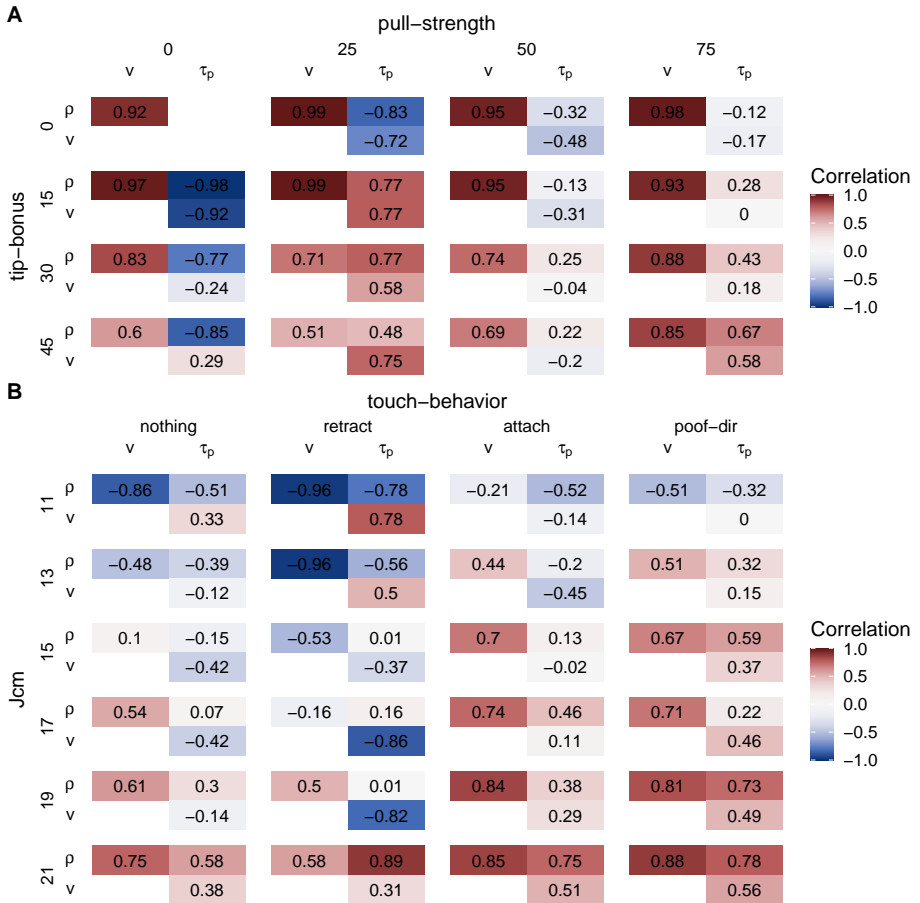 A
pull−strength
0 25 50 75
v τp v τp v τp v τp
tip−bonus
0
ρ 0.92 0.99 −0.83 0.95 −0.32 0.98 −0.12
v −0.72 −0.48 −0.17
15
ρ 0.97 −0.98 0.99 0.77 0.95 −0.13 0.93 0.28
v −0.92 0.77 −0.31 0
30
ρ 0.83 −0.77 0.71 0.77 0.74 0.25 0.88 0.43
v −0.24 0.58 −0.04 0.18
45
ρ 0.6 −0.85 0.51 0.48 0.69 0.22 0.85 0.67
v 0.29 0.75 −0.2 0.58
Correlation
1.0
0.5
0.0
−0.5
−1.0
B
touch−behavior
nothing retract attach poof−dir
v τp v τp v τp v τp
Jcm
11
ρ −0.86 −0.51 −0.96 −0.78 −0.21 −0.52 −0.51 −0.32
v 0.33 0.78 −0.14 0
13
ρ −0.48 −0.39 −0.96 −0.56 0.44 −0.2 0.51 0.32
v −0.12 0.5 −0.45 0.15
15
ρ 0.1 −0.15 −0.53 0.01 0.7 0.13 0.67 0.59
v −0.42 −0.37 −0.02 0.37
17
ρ 0.54 0.07 −0.16 0.16 0.74 0.46 0.71 0.22
v −0.42 −0.86 0.11 0.46
19
ρ 0.61 0.3 0.5 0.01 0.84 0.38 0.81 0.73
v −0.14 −0.82 0.29 0.49
21
ρ 0.75 0.58 0.58 0.89 0.85 0.75 0.88 0.78
v 0.38 0.31 0.51 0.56
Correlation
1.0
0.5
0.0
−0.5
−1.0